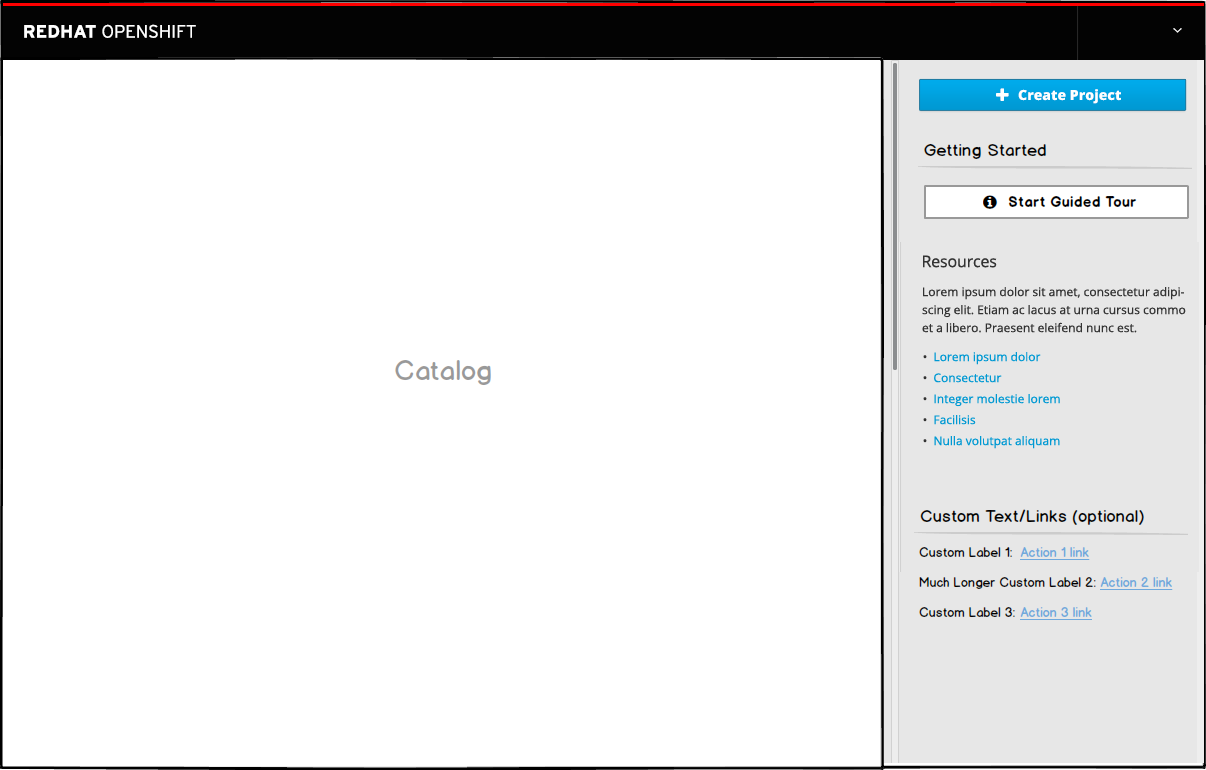 REDHAT OPENSHIFT
Create Project
Getting Started
Start Guided Tour
Resources
Lorem ipsum dolor sit amet, consectetur adipi-
scing elit. Etiam ac lacus at urna cursus commo
et a libero. Praesent eleifend nunc est.
• Lorem ipsum dolor
• Consectetur
• Integer molestie lorem
• Facilisis
• Nulla volutpat aliquam
Catalog
Custom Text/Links (optional)
Custom Label 1: Action 1 link
Much Longer Custom Label 2: Action 2 link
Custom Label 3: Action 3 link